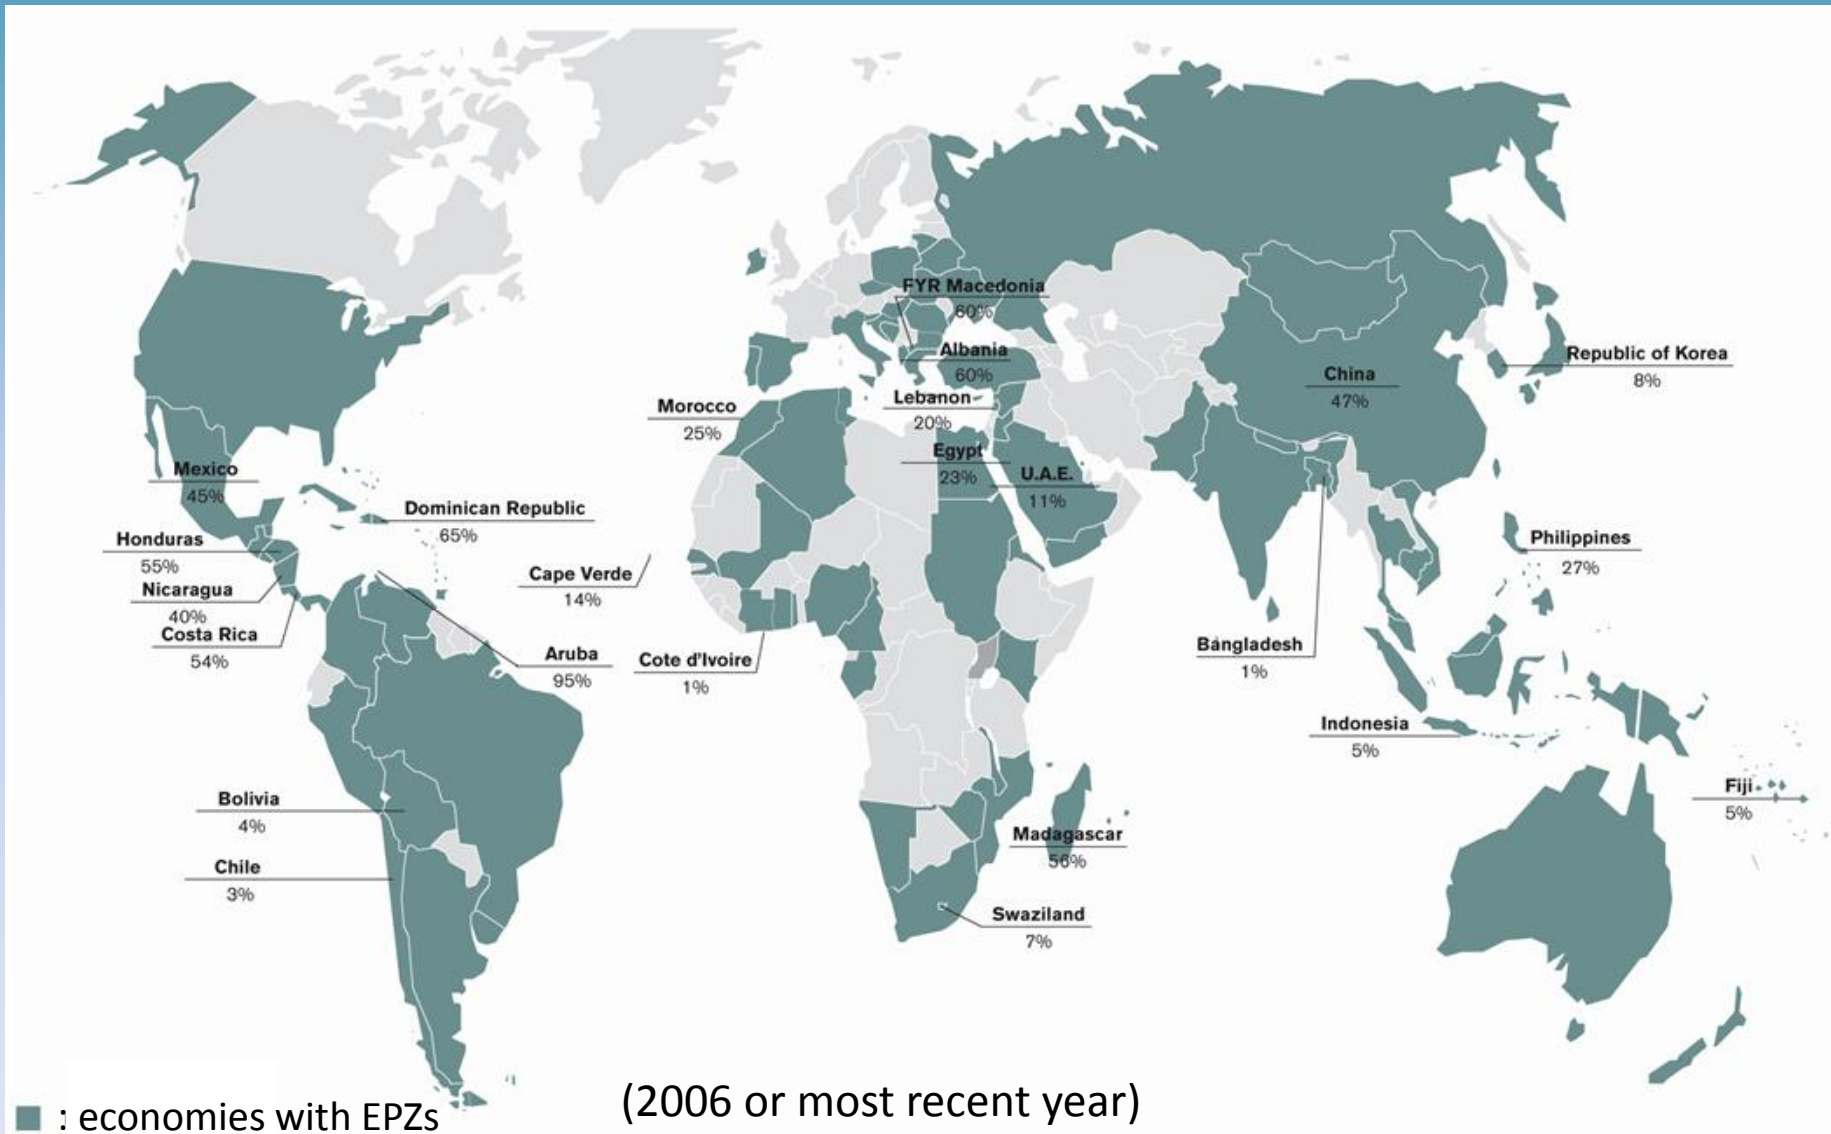 FYR Macedonia
60%
Albania
60%
Republic of Korea
8%
China
47%
Lebanon
20%
Morocco
25%
Egypt
23%
U.A.E.
11%
Mexico
45%
Dominican Republic
65%
Honduras
55%
Nicaragua
40%
Costa Rica
54%
Cape Verde
14%
Philippines
27%
Aruba
95%
Cote d'Ivoire
1%
Bangladesh
1%
Indonesia
5%
Bolivia
4%
Fiji
5%
Madagascar
56%
Chile
3%
Swaziland
7%
(2006 or most recent year)
: economies with EPZs